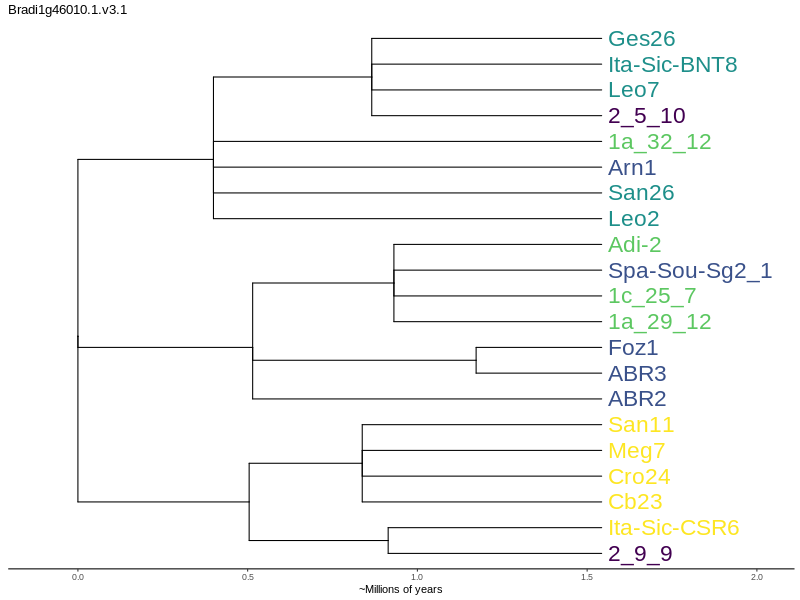 Bradi1g46010.1.v3.1
Ges26
Ita-Sic-BNT8
Leo7
2_5_10
1a_32_12
Arn1
San26
Leo2
Adi-2
Spa-Sou-Sg2_1
1c_25_7
1a_29_12
Foz1
ABR3
ABR2
San11
Meg7
Cro24
Cb23
Ita-Sic-CSR6
2_9_9
0.0 0.5 1.0 1.5 2.0
~Millions of years